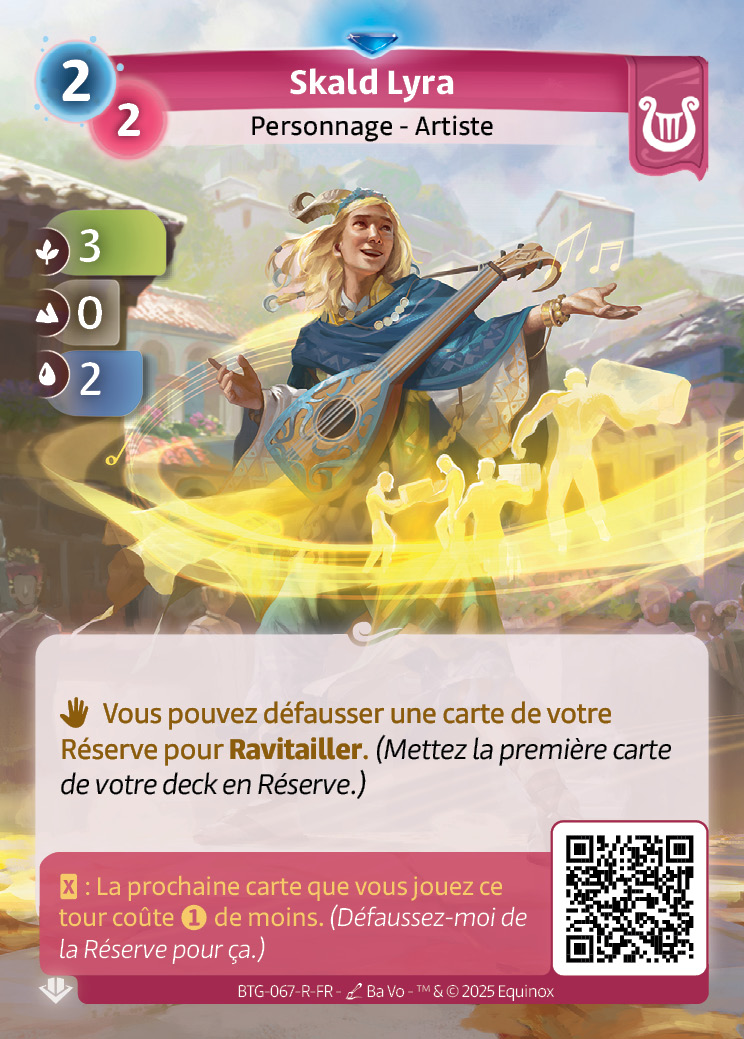 2
Skald Lyra
2
Personnage - Artiste
3
0
2
Vous pouvez défausser une carte de votre
Réserve pour Ravitailler. (Mettez la première carte
de votre deck en Réserve.)
X : La prochaine carte que vous jouez ce
tour coûte 1 de moins. (Défaussez-moi de
la Réserve pour ça.)
BTG-067-R-FR - Ba Vo - ™ & © 2025 Equinox